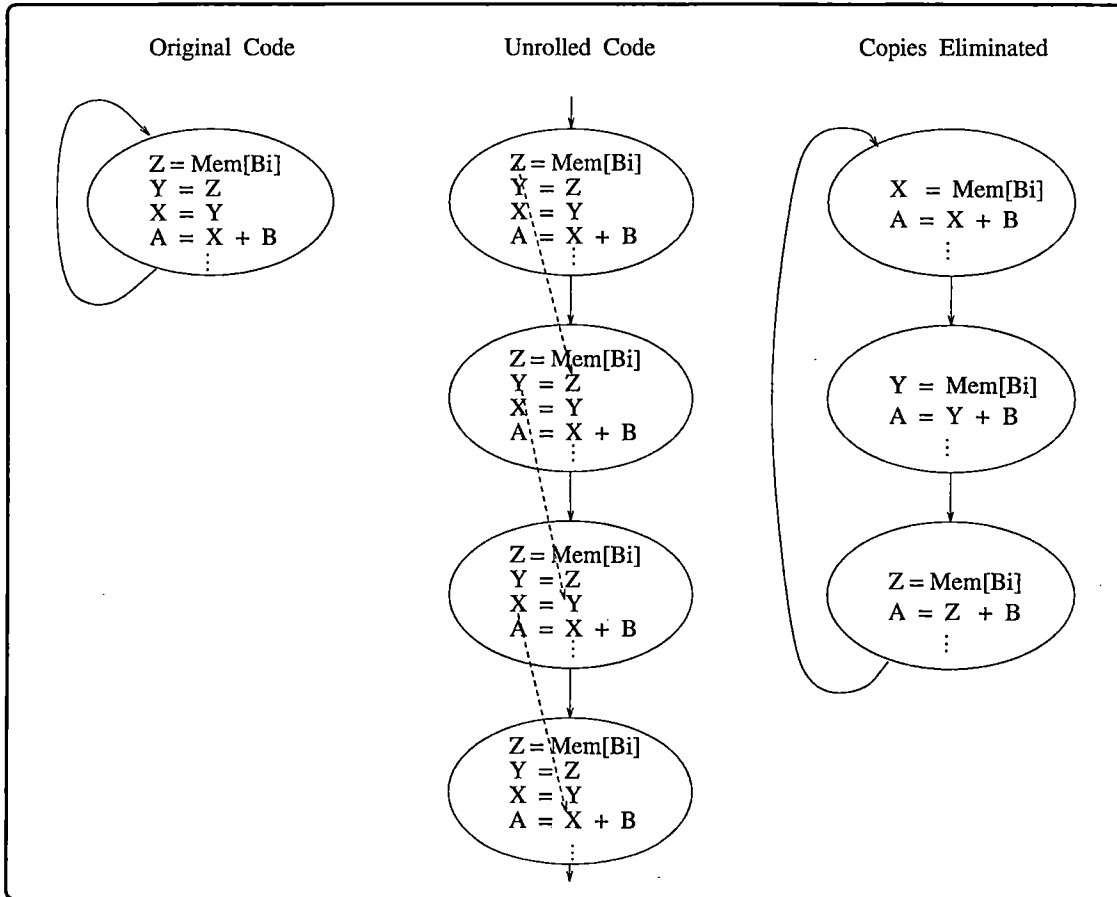 Original Code
Z = Mem[Bi]
Y = Z
X = Y
A = X + B
⋮
Unrolled Code
Z = Mem[Bi]
Y = Z
X = Y
A = X + B
⋮
Z = Mem[Bi]
Y = Z
X = Y
A = X + B
⋮
Z = Mem[Bi]
Y = Z
X = Y
A = X + B
⋮
Z = Mem[Bi]
Y = Z
X = Y
A = X + B
⋮
Copies Eliminated
X = Mem[Bi]
A = X + B
⋮
Y = Mem[Bi]
A = Y + B
⋮
Z = Mem[Bi]
A = Z + B
⋮